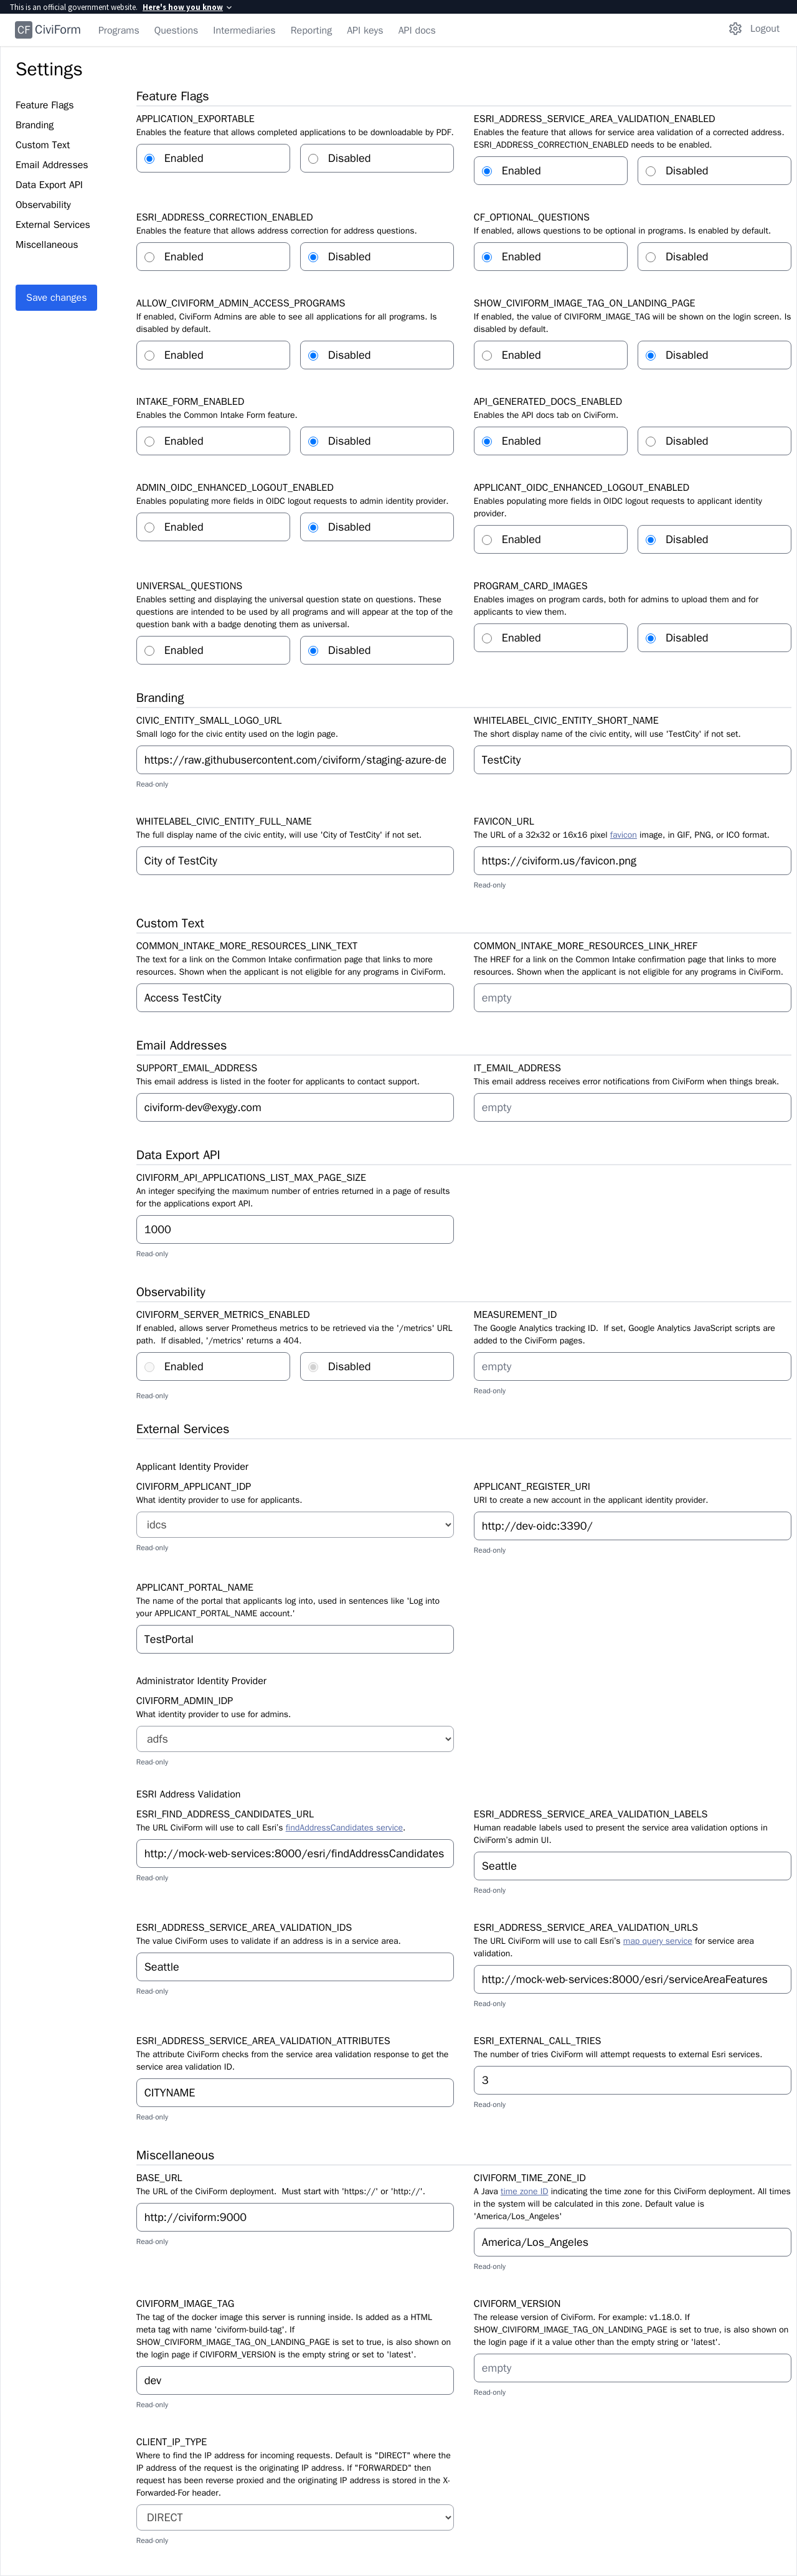 This is an official government website. Here's how you know
CF CiviForm Programs Questions Intermediaries Reporting API keys API docs Logout
Settings
Feature Flags
Branding
Custom Text
Email Addresses
Data Export API
Observability
External Services
Miscellaneous
Save changes
Feature Flags
APPLICATION_EXPORTABLE
Enables the feature that allows completed applications to be downloadable by PDF.
Enabled
Disabled
ESRI_ADDRESS_SERVICE_AREA_VALIDATION_ENABLED
Enables the feature that allows for service area validation of a corrected address.
ESRI_ADDRESS_CORRECTION_ENABLED needs to be enabled.
Enabled
Disabled
ESRI_ADDRESS_CORRECTION_ENABLED
Enables the feature that allows address correction for address questions.
Enabled
Disabled
CF_OPTIONAL_QUESTIONS
If enabled, allows questions to be optional in programs. Is enabled by default.
Enabled
Disabled
ALLOW_CIVIFORM_ADMIN_ACCESS_PROGRAMS
If enabled, CiviForm Admins are able to see all applications for all programs. Is
disabled by default.
Enabled
Disabled
SHOW_CIVIFORM_IMAGE_TAG_ON_LANDING_PAGE
If enabled, the value of CIVIFORM_IMAGE_TAG will be shown on the login screen. Is
disabled by default.
Enabled
Disabled
INTAKE_FORM_ENABLED
Enables the Common Intake Form feature.
Enabled
Disabled
API_GENERATED_DOCS_ENABLED
Enables the API docs tab on CiviForm.
Enabled
Disabled
ADMIN_OIDC_ENHANCED_LOGOUT_ENABLED
Enables populating more fields in OIDC logout requests to admin identity provider.
Enabled
Disabled
APPLICANT_OIDC_ENHANCED_LOGOUT_ENABLED
Enables populating more fields in OIDC logout requests to applicant identity
provider.
Enabled
Disabled
UNIVERSAL_QUESTIONS
Enables setting and displaying the universal question state on questions. These
questions are intended to be used by all programs and will appear at the top of the
question bank with a badge denoting them as universal.
Enabled
Disabled
PROGRAM_CARD_IMAGES
Enables images on program cards, both for admins to upload them and for
applicants to view them.
Enabled
Disabled
Branding
CIVIC_ENTITY_SMALL_LOGO_URL
Small logo for the civic entity used on the login page.
https://raw.githubusercontent.com/civiform/staging-azure-de
Read-only
WHITELABEL_CIVIC_ENTITY_SHORT_NAME
The short display name of the civic entity, will use 'TestCity' if not set.
TestCity
WHITELABEL_CIVIC_ENTITY_FULL_NAME
The full display name of the civic entity, will use 'City of TestCity' if not set.
City of TestCity
FAVICON_URL
The URL of a 32x32 or 16x16 pixel favicon image, in GIF, PNG, or ICO format.
https://civiform.us/favicon.png
Read-only
Custom Text
COMMON_INTAKE_MORE_RESOURCES_LINK_TEXT
The text for a link on the Common Intake confirmation page that links to more
resources. Shown when the applicant is not eligible for any programs in CiviForm.
Access TestCity
COMMON_INTAKE_MORE_RESOURCES_LINK_HREF
The HREF for a link on the Common Intake confirmation page that links to more
resources. Shown when the applicant is not eligible for any programs in CiviForm.
empty
Email Addresses
SUPPORT_EMAIL_ADDRESS
This email address is listed in the footer for applicants to contact support.
civiform-dev@exygy.com
IT_EMAIL_ADDRESS
This email address receives error notifications from CiviForm when things break.
empty
Data Export API
CIVIFORM_API_APPLICATIONS_LIST_MAX_PAGE_SIZE
An integer specifying the maximum number of entries returned in a page of results
for the applications export API.
1000
Read-only
Observability
CIVIFORM_SERVER_METRICS_ENABLED
If enabled, allows server Prometheus metrics to be retrieved via the '/metrics' URL
path. If disabled, '/metrics' returns a 404.
Enabled
Disabled
Read-only
MEASUREMENT_ID
The Google Analytics tracking ID. If set, Google Analytics JavaScript scripts are
added to the CiviForm pages.
empty
Read-only
External Services
Applicant Identity Provider
CIVIFORM_APPLICANT_IDP
What identity provider to use for applicants.
idcs
Read-only
APPLICANT_REGISTER_URI
URI to create a new account in the applicant identity provider.
http://dev-oidc:3390/
Read-only
APPLICANT_PORTAL_NAME
The name of the portal that applicants log into, used in sentences like 'Log into
your APPLICANT_PORTAL_NAME account.'
TestPortal
Administrator Identity Provider
CIVIFORM_ADMIN_IDP
What identity provider to use for admins.
adfs
Read-only
ESRI Address Validation
ESRI_FIND_ADDRESS_CANDIDATES_URL
The URL CiviForm will use to call Esri's findAddressCandidates service.
http://mock-web-services:8000/esri/findAddressCandidates
Read-only
ESRI_ADDRESS_SERVICE_AREA_VALIDATION_LABELS
Human readable labels used to present the service area validation options in
CiviForm's admin UI.
Seattle
Read-only
ESRI_ADDRESS_SERVICE_AREA_VALIDATION_IDS
The value CiviForm uses to validate if an address is in a service area.
Seattle
Read-only
ESRI_ADDRESS_SERVICE_AREA_VALIDATION_URLS
The URL CiviForm will use to call Esri's map query service for service area
validation.
http://mock-web-services:8000/esri/serviceAreaFeatures
Read-only
ESRI_ADDRESS_SERVICE_AREA_VALIDATION_ATTRIBUTES
The attribute CiviForm checks from the service area validation response to get the
service area validation ID.
CITYNAME
Read-only
ESRI_EXTERNAL_CALL_TRIES
The number of tries CiviForm will attempt requests to external Esri services.
3
Read-only
Miscellaneous
BASE_URL
The URL of the CiviForm deployment. Must start with 'https://' or 'http://'.
http://civiform:9000
Read-only
CIVIFORM_TIME_ZONE_ID
A Java time zone ID indicating the time zone for this CiviForm deployment. All times
in the system will be calculated in this zone. Default value is
'America/Los_Angeles'
America/Los_Angeles
Read-only
CIVIFORM_IMAGE_TAG
The tag of the docker image this server is running inside. Is added as a HTML
meta tag with name 'civiform-build-tag'. If
SHOW_CIVIFORM_IMAGE_TAG_ON_LANDING_PAGE is set to true, is also shown on
the login page if CIVIFORM_VERSION is the empty string or set to 'latest'.
dev
Read-only
CIVIFORM_VERSION
The release version of CiviForm. For example: v1.18.0. If
SHOW_CIVIFORM_IMAGE_TAG_ON_LANDING_PAGE is set to true, is also shown on
the login page if it a value other than the empty string or 'latest'.
empty
Read-only
CLIENT_IP_TYPE
Where to find the IP address for incoming requests. Default is "DIRECT" where the
IP address of the request is the originating IP address. If "FORWARDED" then
request has been reverse proxied and the originating IP address is stored in the X-
Forwarded-For header.
DIRECT
Read-only